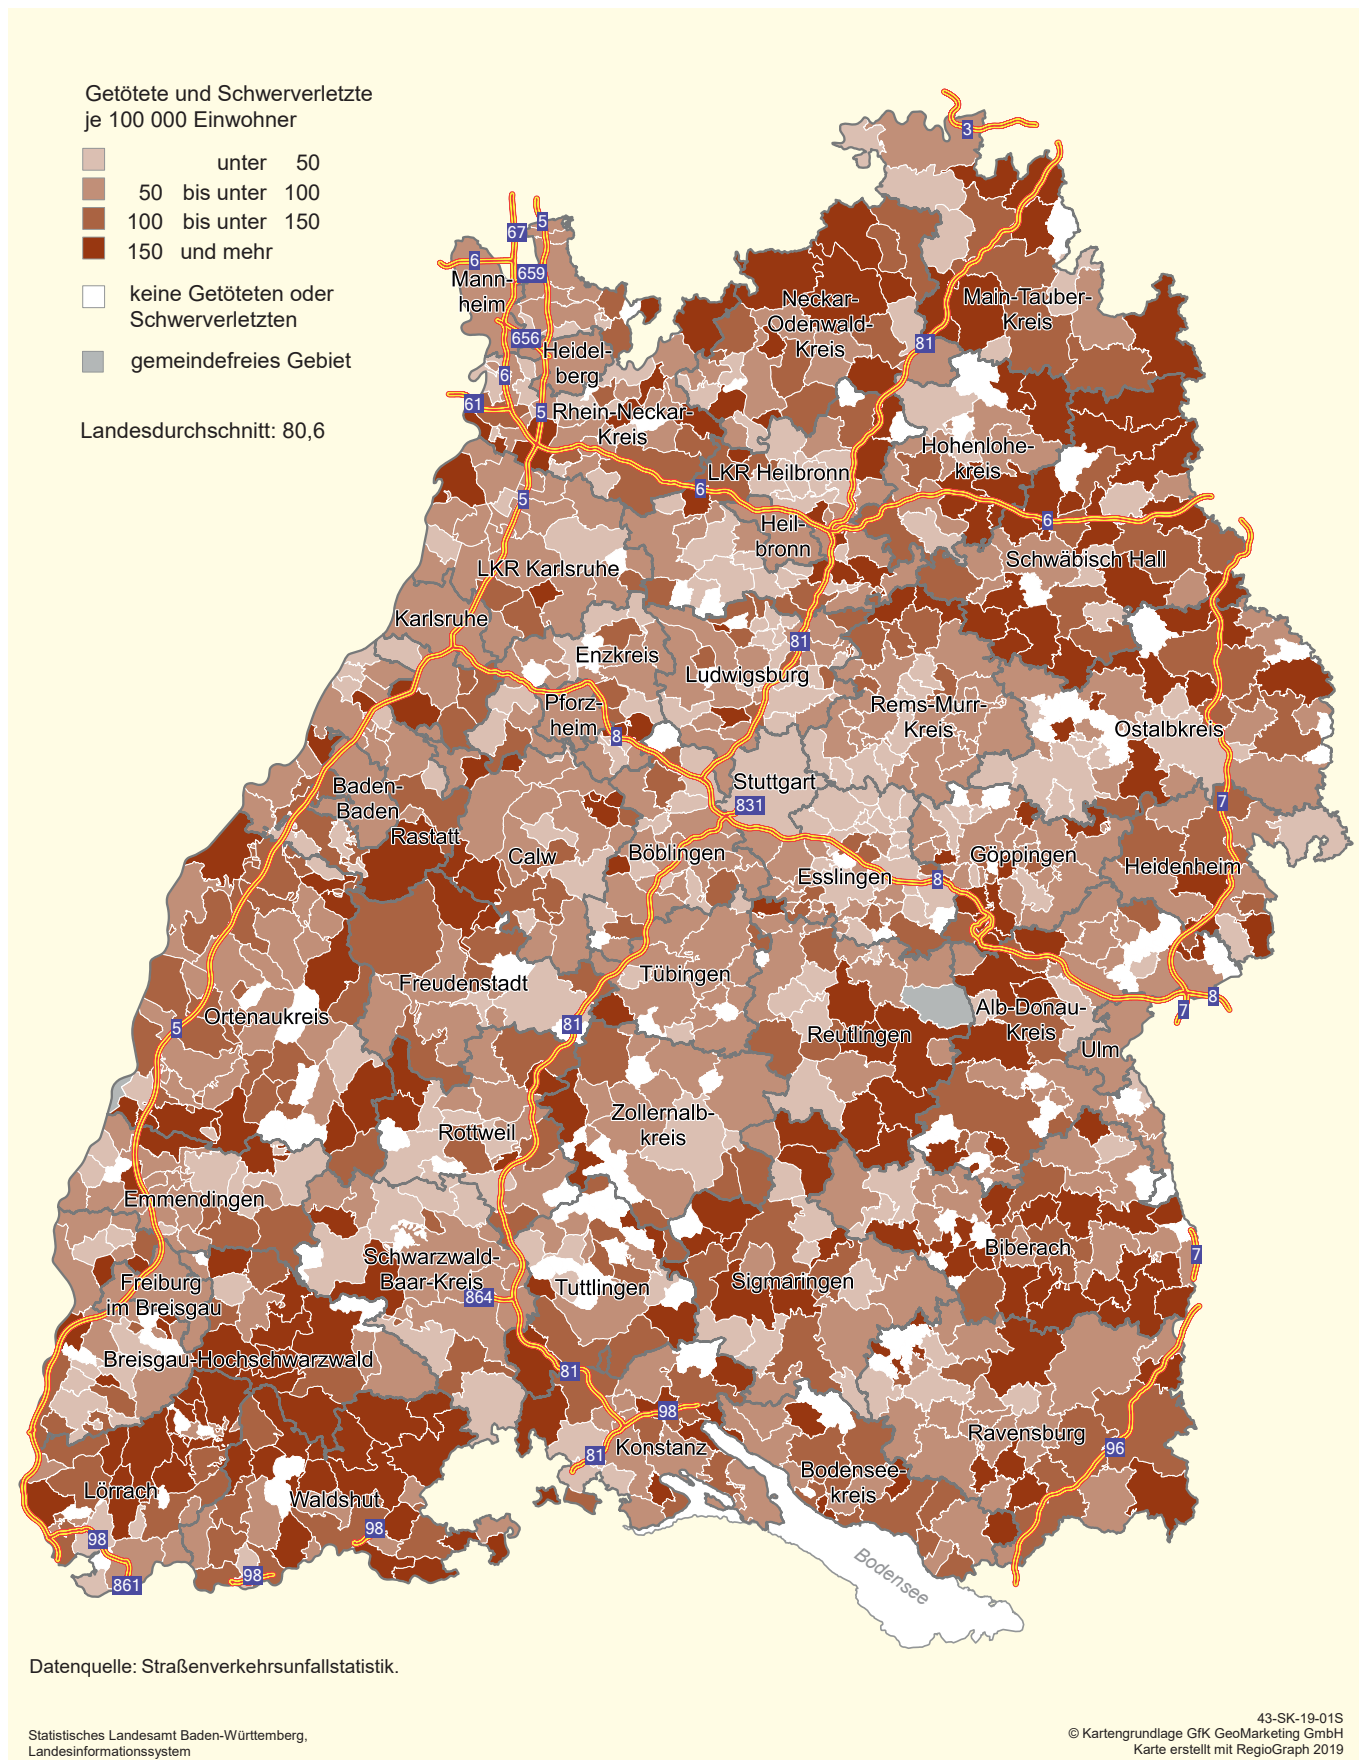 Getötete und Schwerverletzte
je 100 000 Einwohner
unter 50
50 bis unter 100
100 bis unter 150
150 und mehr
keine Getöteten oder
Schwerverletzten
gemeindefreies Gebiet
Landesdurchschnitt: 80,6
3
67
5
6
659
Mann-
heim
656
Heidel-
berg
6
61
5
Rhein-Neckar-
Kreis
Neckar-
Odenwald-
Kreis
Main-Tauber-
Kreis
81
Hohenlohe-
kreis
LKR Heilbronn
6
5
Heil-
bronn
6
Schwäbisch Hall
LKR Karlsruhe
Karlsruhe
Enzkreis
81
Ludwigsburg
Pforz-
heim
8
Rems-Murr-
Kreis
Ostalbkreis
Baden-
Baden
Rastatt
Stuttgart
831
7
Calw
Böblingen
Esslingen
8
Göppingen
Heidenheim
Freudenstadt
Tübingen
Ortenaukreis
5
81
Reutlingen
Alb-Donau-
Kreis
7
8
Ulm
Rottweil
Zollernalb-
kreis
Emmendingen
Schwarzwald-
Baar-Kreis
864
Tuttlingen
Sigmaringen
Biberach
7
Freiburg
im Breisgau
Breisgau-Hochschwarzwald
81
98
81
Konstanz
Ravensburg
96
Bodensee-
kreis
Lörrach
Waldshut
98
98
98
861
Bodensee
Datenquelle: Straßenverkehrsunfallstatistik.
Statistisches Landesamt Baden-Württemberg,
Landesinformationssystem
43-SK-19-01S
© Kartengrundlage GfK GeoMarketing GmbH
Karte erstellt mit RegioGraph 2019